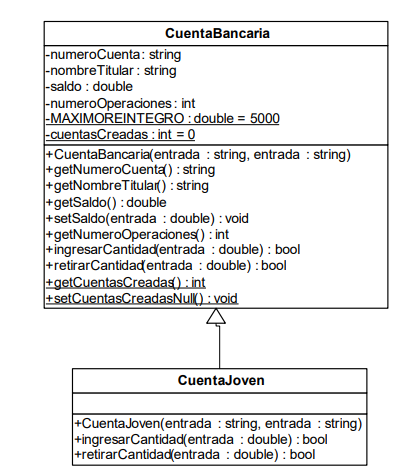 CuentaBancaria
-numeroCuenta : string
-nombreTitular : string
-saldo : double
-numeroOperaciones : int
-MAXIMOREINTEGRO : double = 5000
-cuentasCreadas : int = 0
+CuentaBancaria(entrada : string, entrada : string)
+getNumeroCuenta() : string
+getNombreTitular() : string
+getSaldo() : double
+setSaldo(entrada : double) : void
+getNumeroOperaciones() : int
+ingresarCantidad(entrada : double) : bool
+retirarCantidad(entrada : double) : bool
+getCuentasCreadas() : int
+setCuentasCreadasNull() : void
CuentaJoven
+CuentaJoven(entrada : string, entrada : string)
+ingresarCantidad(entrada : double) : bool
+retirarCantidad(entrada : double) : bool